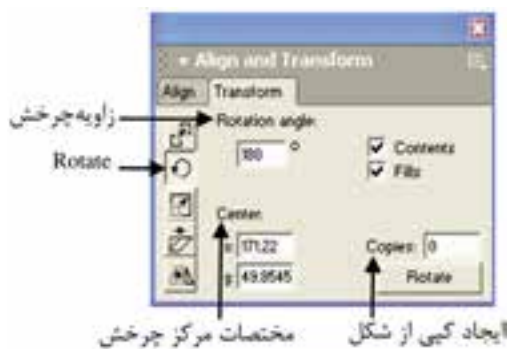 Align and Transform
Align Transform
زاویه چرخش
Rotation angle:
180 °
Contents
Fills
Rotate
Center:
x: 171.22
y: 49.8545
Copies: 0
Rotate
مختصات مرکز چرخش
ایجاد کپی از شکل